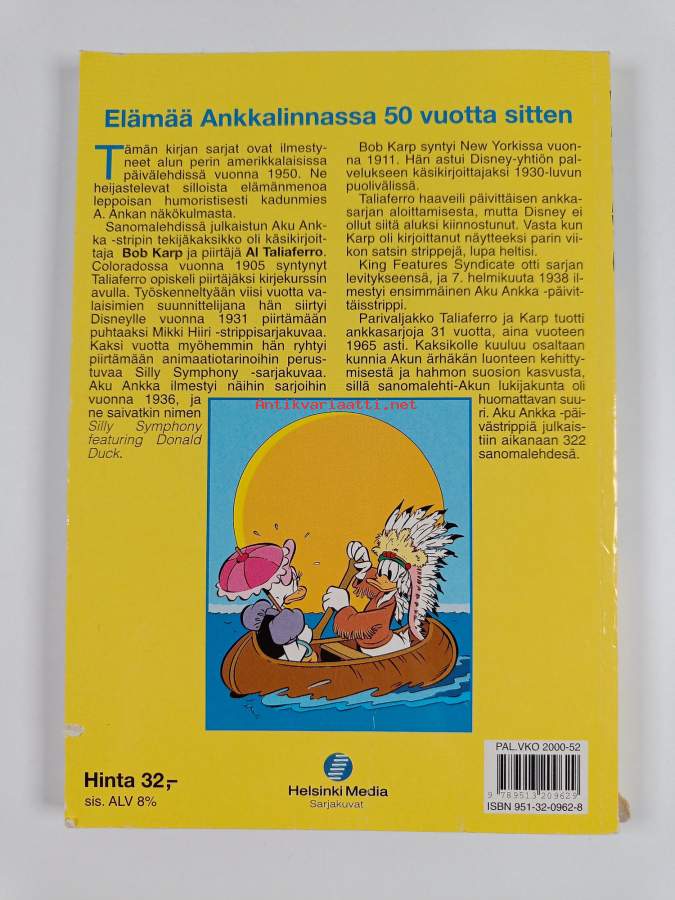 Elämää Ankkalinnassa 50 vuotta sitten
Tämän kirjan sarjat ovat ilmesty-
neet alun perin amerikkalaisissa
päivälehdissä vuonna 1950. Ne
heijastelevat silloista elämänmenoa
leppoisan humoristisesti kadunmies
A. Ankan näkökulmasta.
Sanomalehdissä julkaistun Aku Ank-
ka -stripin tekijäkaksikko oli käsikirjoit-
taja Bob Karp ja piirtäjä Al Taliaferro.
Coloradossa vuonna 1905 syntynyt
Taliaferro opiskeli piirtäjäksi kirjekurssin
avulla. Työskenneltyään viisi vuotta va-
laisimien suunnittelijana hän siirtyi
Disneylle vuonna 1931 piirtämään
puhtaaksi Mikki Hiiri -strippisarjakuvaa.
Kaksi vuotta myöhemmin hän ryhtyi
piirtämään animaatiotarinoihin perus-
tuvaa Silly Symphony -sarjakuvaa.
Aku Ankka ilmestyi näihin sarjoihin
vuonna 1936, ja
ne saivatkin nimen
Silly Symphony
featuring Donald
Duck.
Bob Karp syntyi New Yorkissa vuon-
na 1911. Hän astui Disney-yhtiön pal-
velukseen käsikirjoittajaksi 1930-luvun
puolivälissä.
Taliaferro haaveili päivittäisen ankka-
sarjan aloittamisesta, mutta Disney ei
ollut siitä aluksi kiinnostunut. Vasta kun
Karp oli kirjoittanut näytteeksi parin vii-
kon satsin strippejä, lupa heltisi.
King Features Syndicate otti sarjan
levitykseensä, ja 7. helmikuuta 1938 il-
mestyi ensimmäinen Aku Ankka -päivit-
täisstrippi.
Parivaljakko Taliaferro ja Karp tuotti
ankkasarjoja 31 vuotta, aina vuoteen
1965 asti. Kaksikolle kuuluu osaltaan
kunnia Akun ärhäkän luonteen kehitty-
misestä ja hahmon suosion kasvusta,
sillä sanomalehti-Akun lukijakunta oli
huomattavan suu-
ri. Aku Ankka -päi-
västrippiä julkais-
tiin aikanaan 322
sanomalehdesä.
Antikvariaatti.net
Hinta 32,–
sis. ALV 8%
Helsinki Media
Sarjakuvat
PAL.VKO 2000-52
9 789513 209629
ISBN 951-32-0962-8